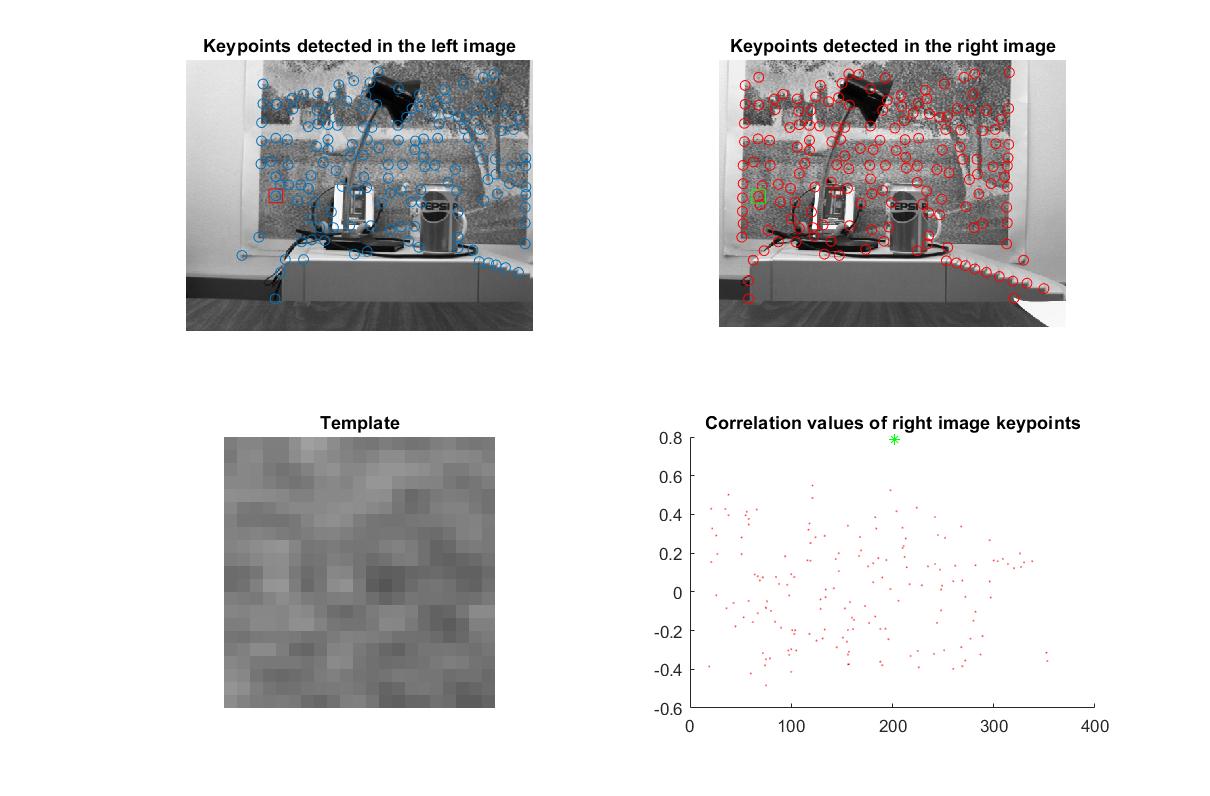 Keypoints detected in the left image
Keypoints detected in the right image
PEPSI P
PEPSI P
Template
Correlation values of right image keypoints
0.8
0.6
0.4
0.2
0
-0.2
-0.4
-0.6
0 100 200 300 400